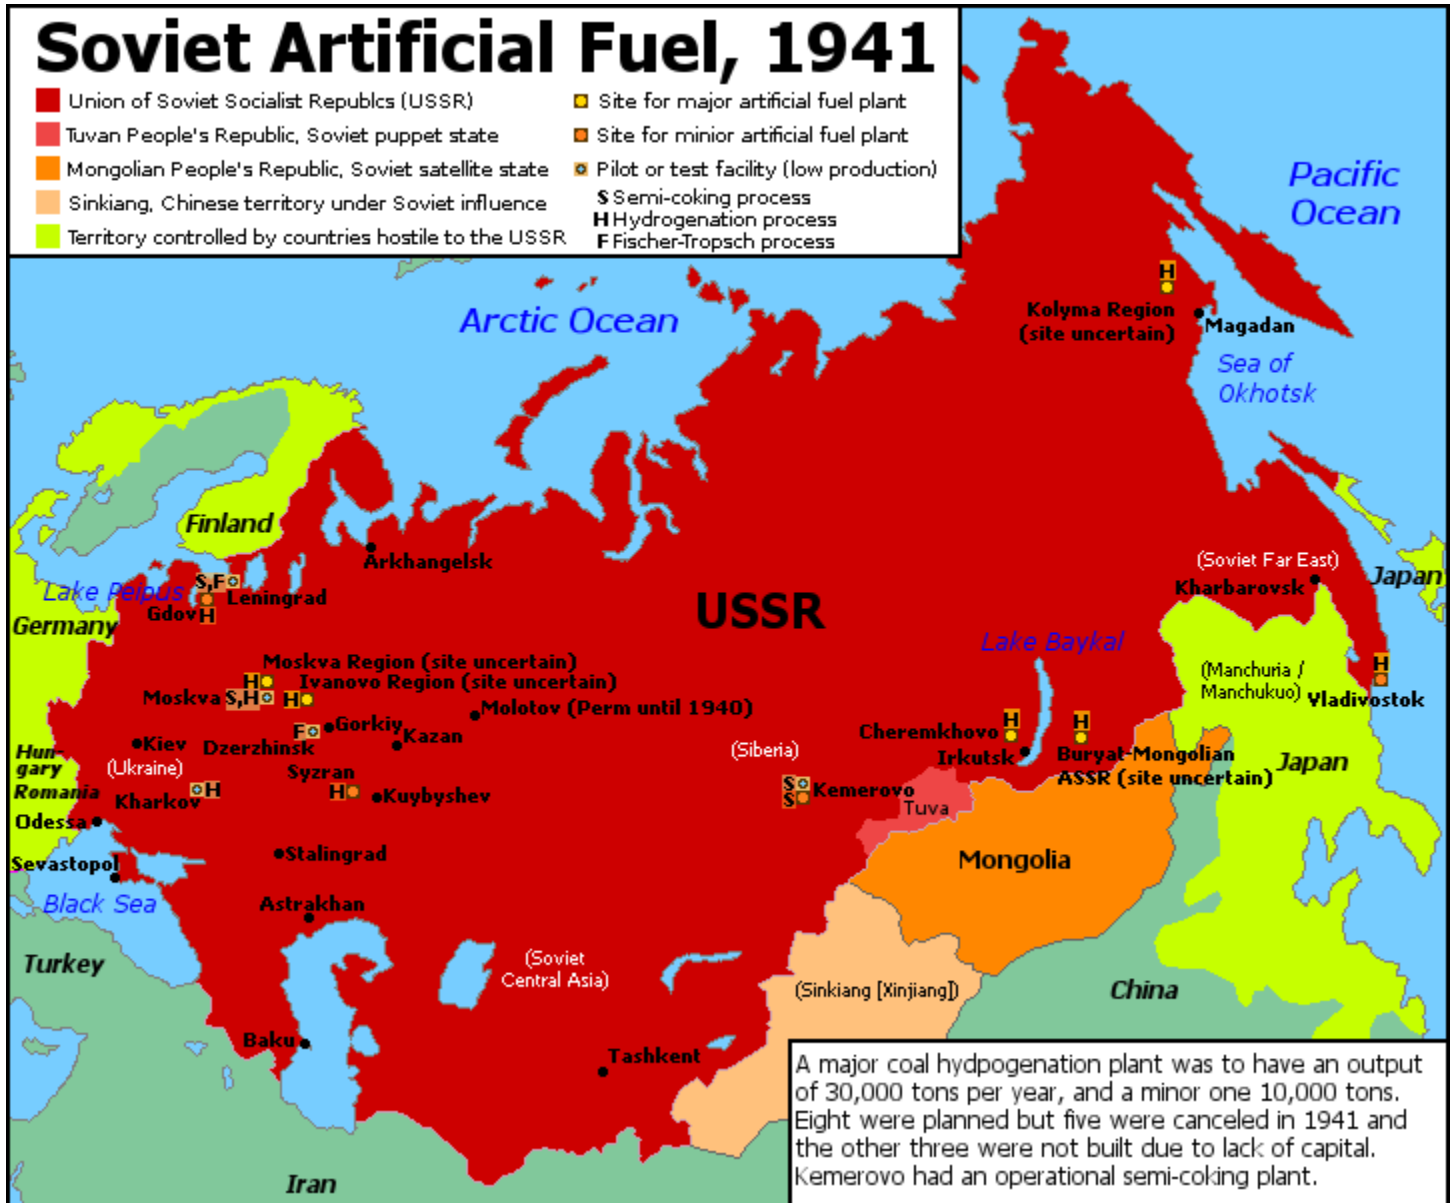 Soviet Artificial Fuel, 1941
Union of Soviet Socialist Republcs (USSR)
Tuvan People's Republic, Soviet puppet state
Mongolian People's Republic, Soviet satellite state
Sinkiang, Chinese territory under Soviet influence
Territory controlled by countries hostile to the USSR
Site for major artificial fuel plant
Site for minior artificial fuel plant
Pilot or test facility (low production)
S Semi-coking process
H Hydrogenation process
F Fischer-Tropsch process
Pacific
Ocean
Arctic Ocean
H
Kolyma Region
(site uncertain)
Magadan
Sea of
Okhotsk
Finland
Arkhangelsk
Lake Peipus
S,F
Leningrad
Gdov
H
Germany
USSR
(Soviet Far East)
Kharbarovsk
Japan
Lake Baykal
Moskva Region (site uncertain)
H
Ivanovo Region (site uncertain)
Moskva
S,H
H
Molotov (Perm until 1940)
(Manchuria /
Manchukuo)
H
Vladivostok
F
Gorkiy
Dzerzhinsk
Kazan
Kiev
(Ukraine)
Hun-
gary
Romania
Syzran
H
Kuybyshev
Kharkov
H
Odessa
(Siberia)
Cheremkhovo
H
Irkutsk
H
Buryat-Mongolian
ASSR (site uncertain)
Japan
S
S
Kemerovo
Tuva
Stalingrad
Sevastopol
Mongolia
Black Sea
Astrakhan
Turkey
(Soviet
Central Asia)
(Sinkiang [Xinjiang])
China
Baku
Tashkent
Iran
A major coal hydpogenation plant was to have an output
of 30,000 tons per year, and a minor one 10,000 tons.
Eight were planned but five were canceled in 1941 and
the other three were not built due to lack of capital.
Kemerovo had an operational semi-coking plant.